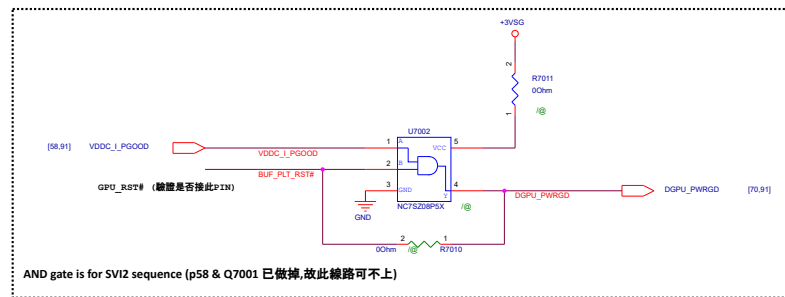 +3VSG
2
R7011
0Ohm
1
/@
U7002
[58,91] VDDC_I_PGOOD
VDDC_I_PGOOD
1 A VCC 5
2 B
BUF_PLT_RST#
GPU_RST# (驗證是否接此PIN)
3 GND Y 4
DGPU_PWRGD
DGPU_PWRGD [70,91]
GND
NC7SZ08P5X /@
2 1
0Ohm /@ R7010
AND gate is for SVI2 sequence (p58 & Q7001 已做掉,故此線路可不上)